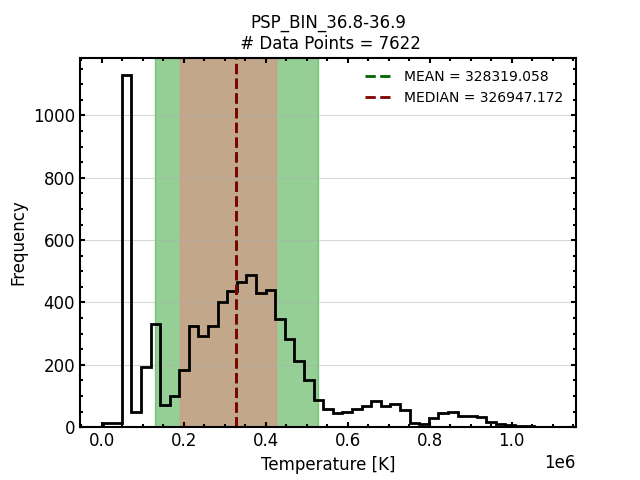 PSP_BIN_36.8-36.9
# Data Points = 7622
MEAN = 328319.058
MEDIAN = 326947.172
Frequency
1000
800
600
400
200
0
0.0 0.2 0.4 0.6 0.8 1.0
1e6
Temperature [K]